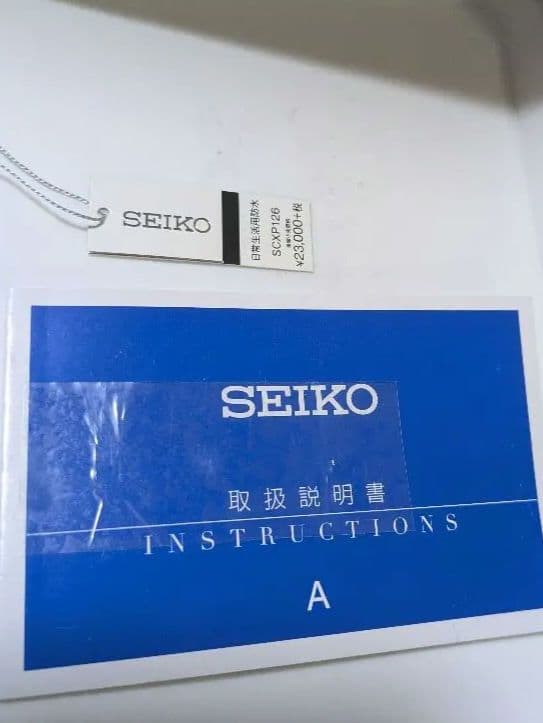 SEIKO
日常生活用防水
SCXP126
¥23,000+税
SEIKO
取扱説明書
INSTRUCTIONS
A